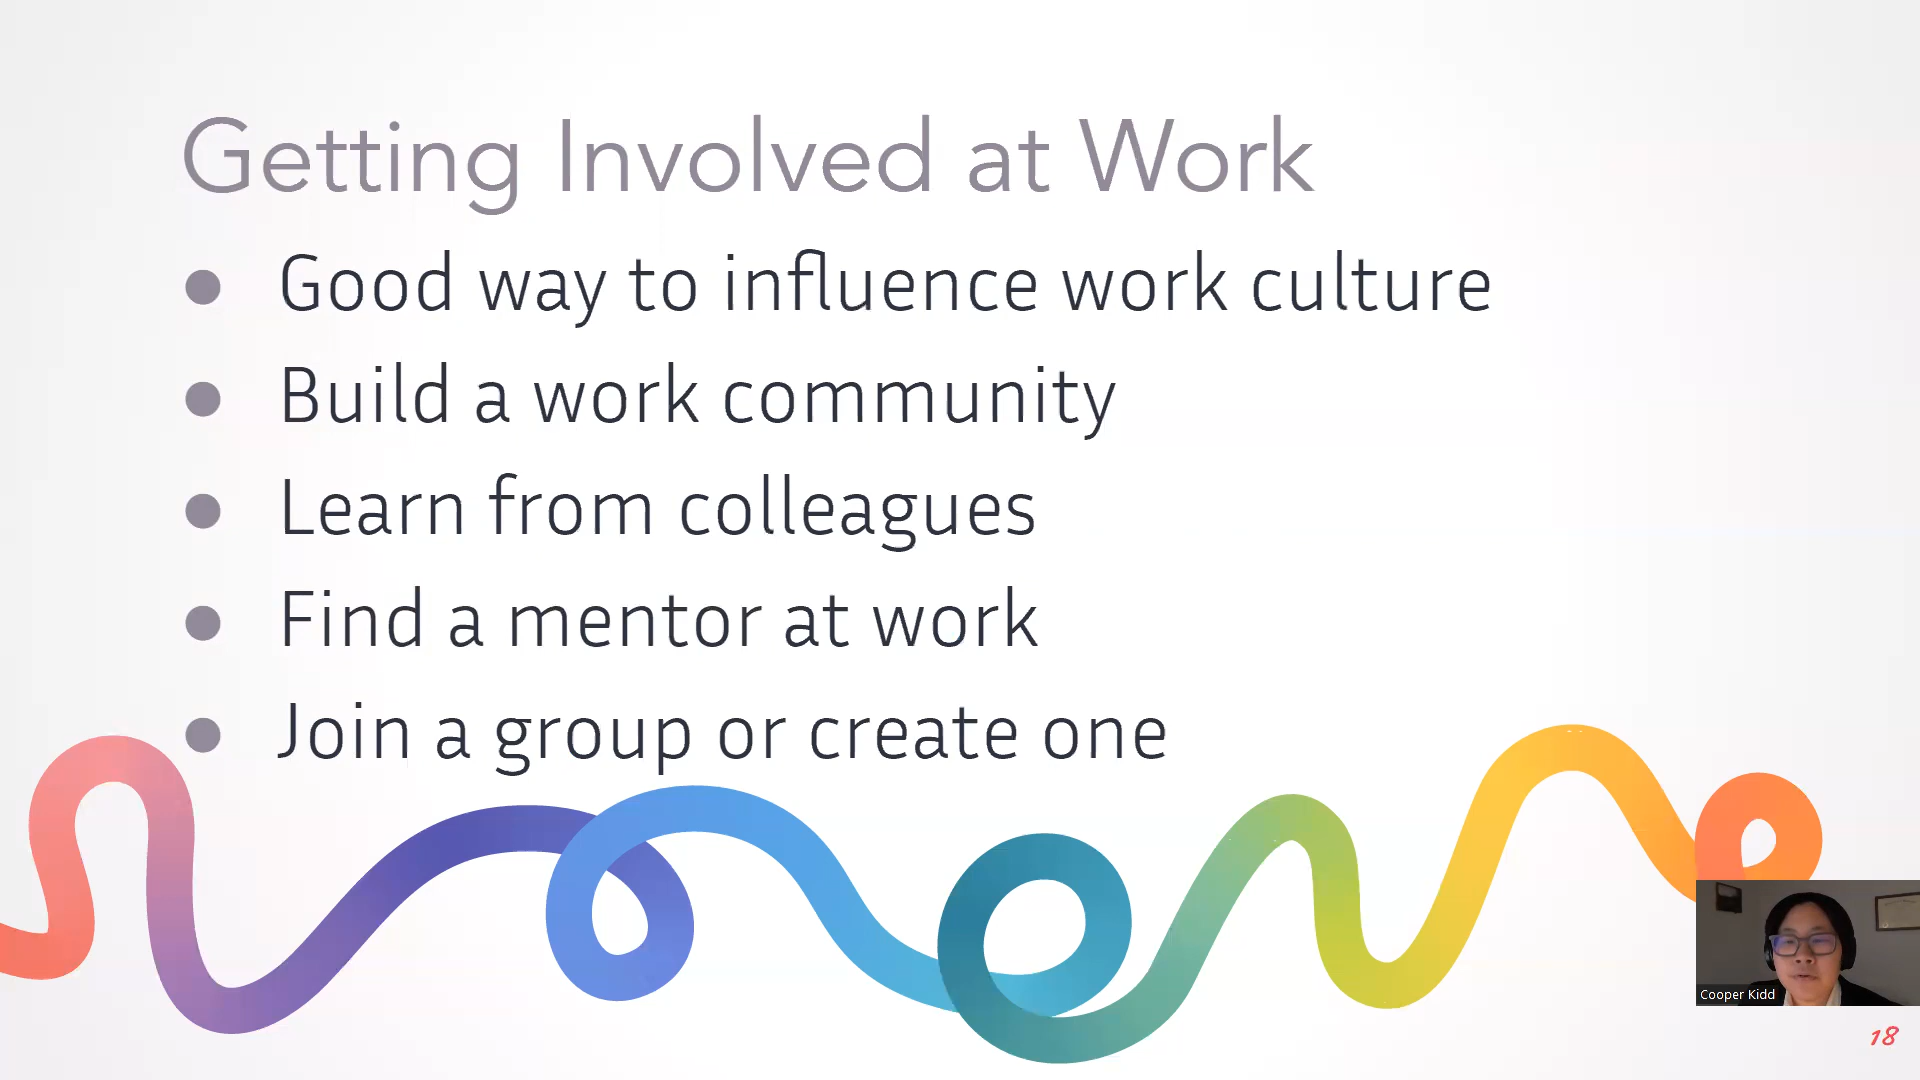 Getting Involved at Work
● Good way to influence work culture
● Build a work community
● Learn from colleagues
● Find a mentor at work
● Join a group or create one
Cooper Kidd
18